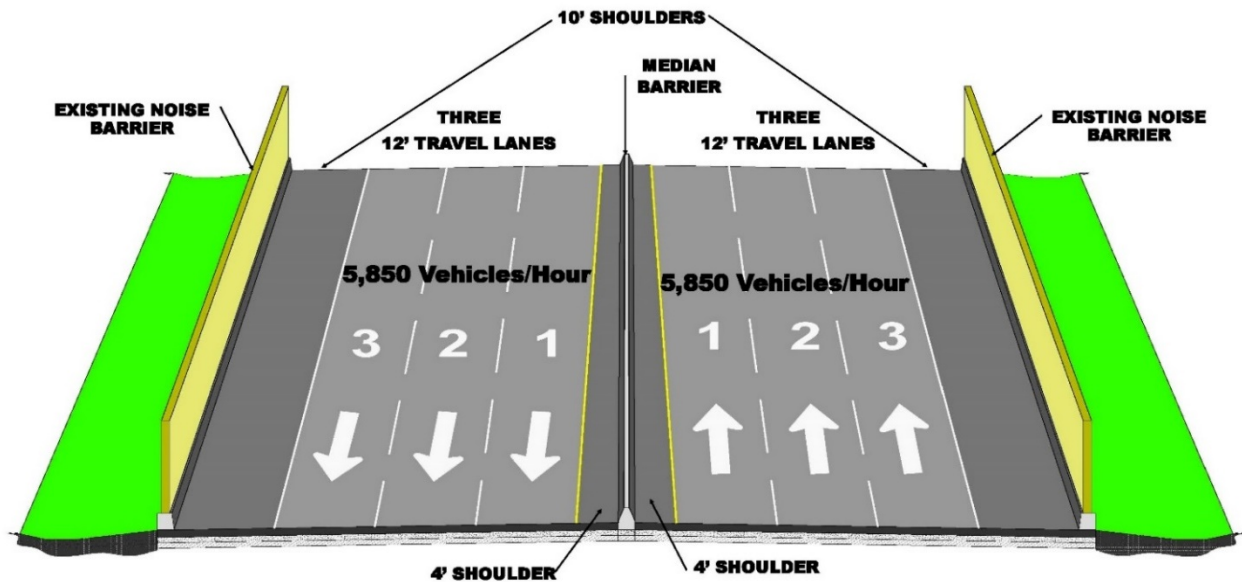 10' SHOULDERS
MEDIAN
BARRIER
EXISTING NOISE
BARRIER
THREE
12' TRAVEL LANES
THREE
12' TRAVEL LANES
EXISTING NOISE
BARRIER
5,850 Vehicles/Hour
5,850 Vehicles/Hour
3 2 1
1 2 3
4' SHOULDER
4' SHOULDER